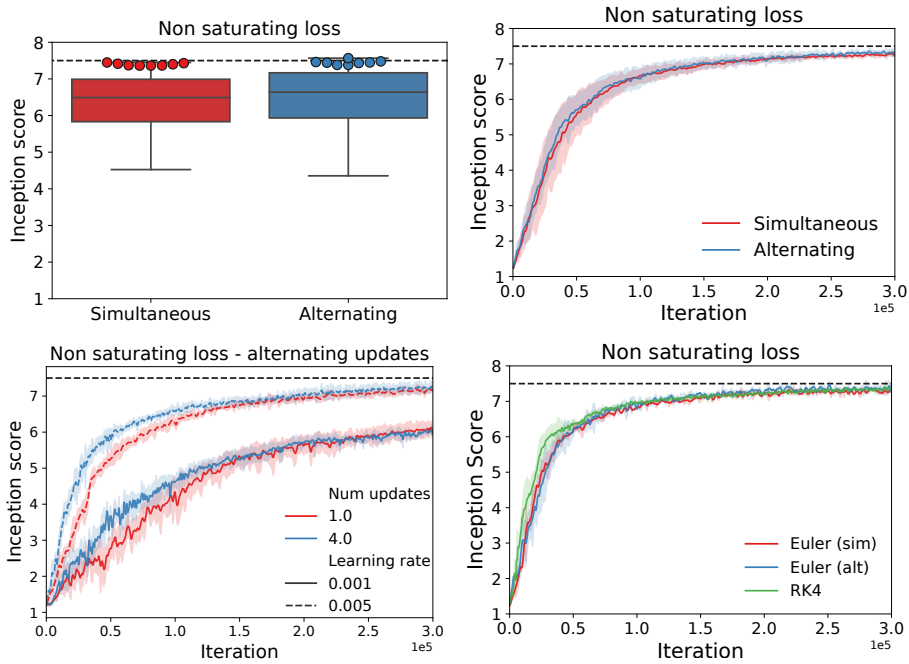 Non saturating loss
Inception score
8
7
6
5
4
3
2
1
Simultaneous
Alternating
Non saturating loss
Inception score
8
7
6
5
4
3
2
1
Simultaneous
Alternating
0.0
0.5
1.0
1.5
2.0
2.5
3.0
Iteration
1e5
Non saturating loss - alternating updates
Inception score
7
6
5
4
3
2
1
Num updates
1.0
4.0
Learning rate
0.001
0.005
0.0
0.5
1.0
1.5
2.0
2.5
3.0
Iteration
1e5
Non saturating loss
Inception Score
8
7
6
5
4
3
2
1
Euler (sim)
Euler (alt)
RK4
0.0
0.5
1.0
1.5
2.0
2.5
3.0
Iteration
1e5